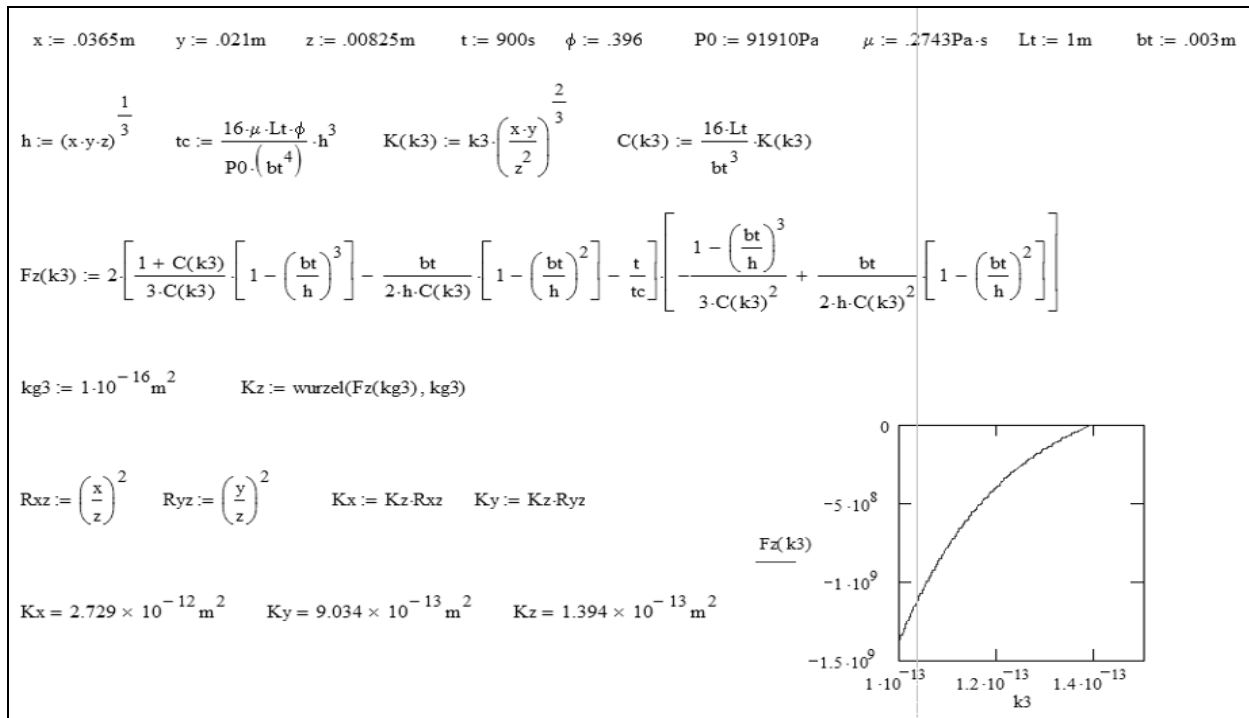 x := .0365m y := .021m z := .00825m t := 900s ϕ := .396 P0 := 91910Pa μ := .2743Pa·s Lt := 1m bt := .003m
h := (x·y·z)^(1/3) tc := (16·μ·Lt·ϕ)/(P0·(bt^4))·h^3 K(k3) := k3·((x·y)/(z^2))^(2/3) C(k3) := (16·Lt)/(bt^3)·K(k3)
Fz(k3) := 2·[[(1 + C(k3))/(3·C(k3))·[1 − (bt/h)^3] − bt/(2·h·C(k3))·[1 − (bt/h)^2] − t/tc]·[−(1 − (bt/h)^3)/(3·C(k3)^2) + bt/(2·h·C(k3)^2)·[1 − (bt/h)^2]]]
kg3 := 1·10^−16 m^2 Kz := wurzel(Fz(kg3), kg3)
Rxz := (x/z)^2 Ryz := (y/z)^2 Kx := Kz·Rxz Ky := Kz·Ryz
Kx = 2.729 × 10^−12 m^2 Ky = 9.034 × 10^−13 m^2 Kz = 1.394 × 10^−13 m^2
0
−5·10^8
Fz(k3)
−1·10^9
−1.5·10^9
1·10^−13 1.2·10^−13 1.4·10^−13
k3